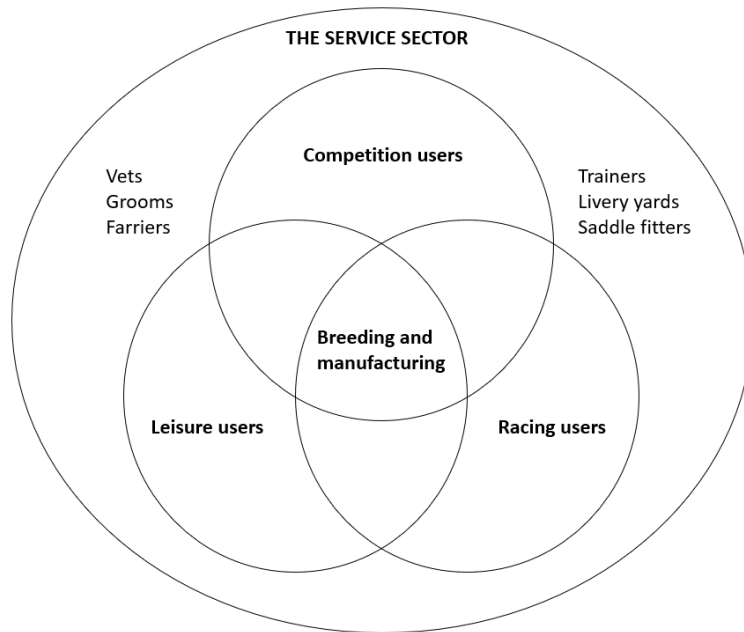 THE SERVICE SECTOR
Competition users
Vets
Grooms
Farriers
Trainers
Livery yards
Saddle fitters
Breeding and
manufacturing
Leisure users
Racing users